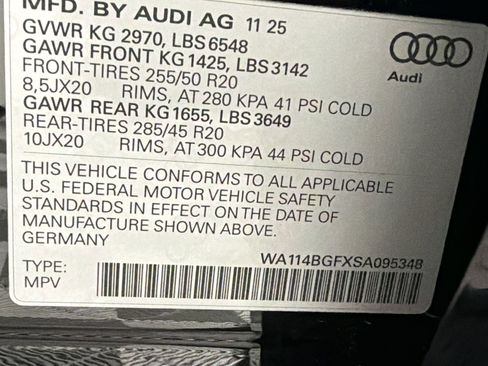 MFD. BY AUDI AG 11 25
GVWR KG 2970, LBS 6548
GAWR FRONT KG 1425, LBS 3142
FRONT-TIRES 255/50 R20
8,5JX20 RIMS, AT 280 KPA 41 PSI COLD
GAWR REAR KG 1655, LBS 3649
REAR-TIRES 285/45 R20
10JX20 RIMS, AT 300 KPA 44 PSI COLD
THIS VEHICLE CONFORMS TO ALL APPLICABLE
U.S. FEDERAL MOTOR VEHICLE SAFETY
STANDARDS IN EFFECT ON THE DATE OF
MANUFACTURE SHOWN ABOVE.
GERMANY
WA114BGFXSA095348
TYPE:
MPV
Audi